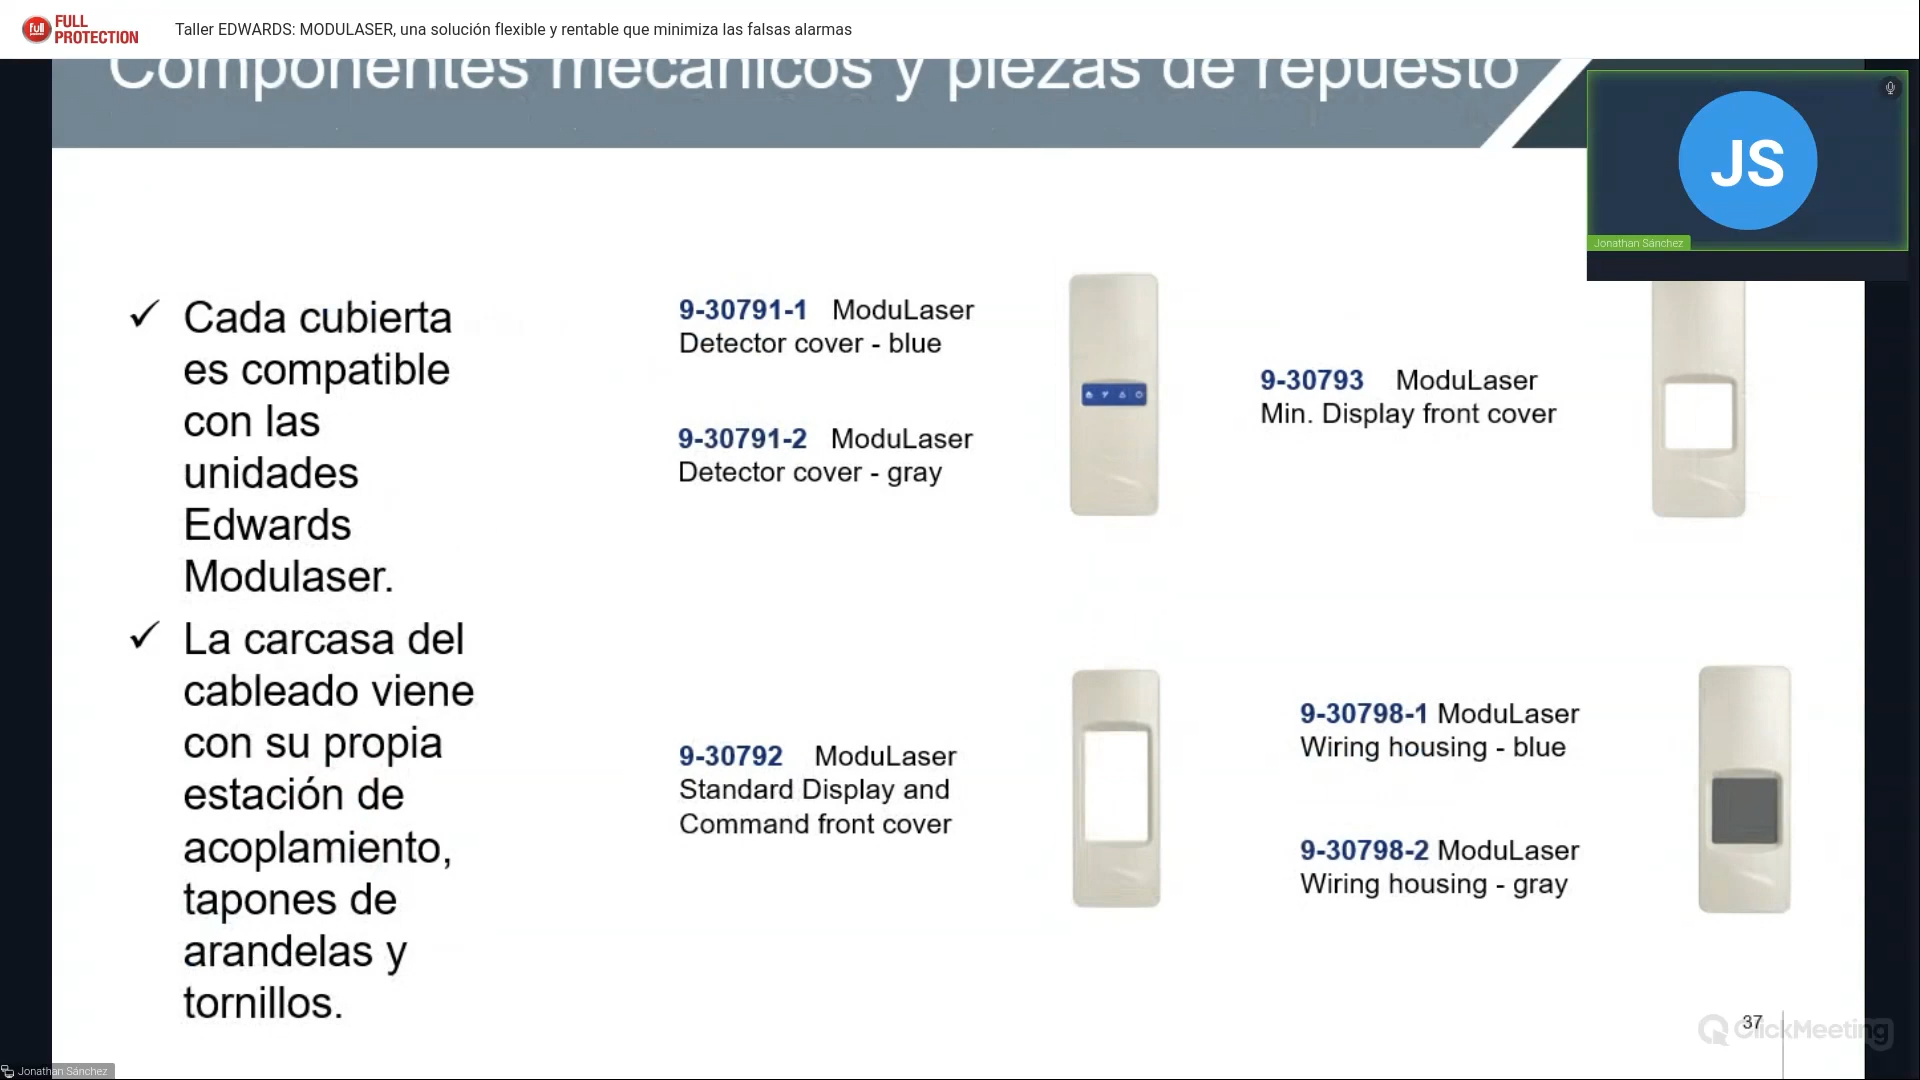 full
FULL
PROTECTION
Taller EDWARDS: MODULASER, una solución flexible y rentable que minimiza las falsas alarmas
Componentes mecánicos y piezas de repuesto
JS
Jonathan Sánchez
✓ Cada cubierta
es compatible
con las
unidades
Edwards
Modulaser.
✓ La carcasa del
cableado viene
con su propia
estación de
acoplamiento,
tapones de
arandelas y
tornillos.
9-30791-1 ModuLaser
Detector cover - blue
9-30791-2 ModuLaser
Detector cover - gray
9-30793 ModuLaser
Min. Display front cover
9-30792 ModuLaser
Standard Display and
Command front cover
9-30798-1 ModuLaser
Wiring housing - blue
9-30798-2 ModuLaser
Wiring housing - gray
37
ClickMeeting
Jonathan Sánchez